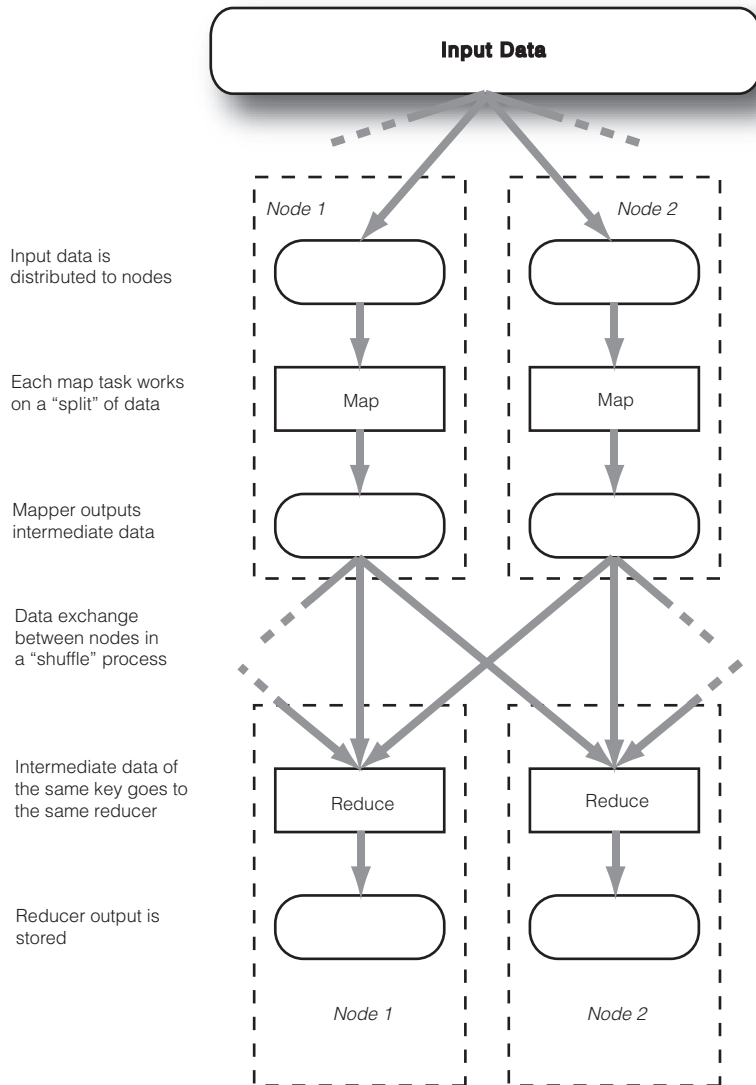 Input Data
Node 1
Node 2
Input data is
distributed to nodes
Each map task works
on a “split” of data
Map
Map
Mapper outputs
intermediate data
Data exchange
between nodes in
a “shuffle” process
Intermediate data of
the same key goes to
the same reducer
Reduce
Reduce
Reducer output is
stored
Node 1
Node 2